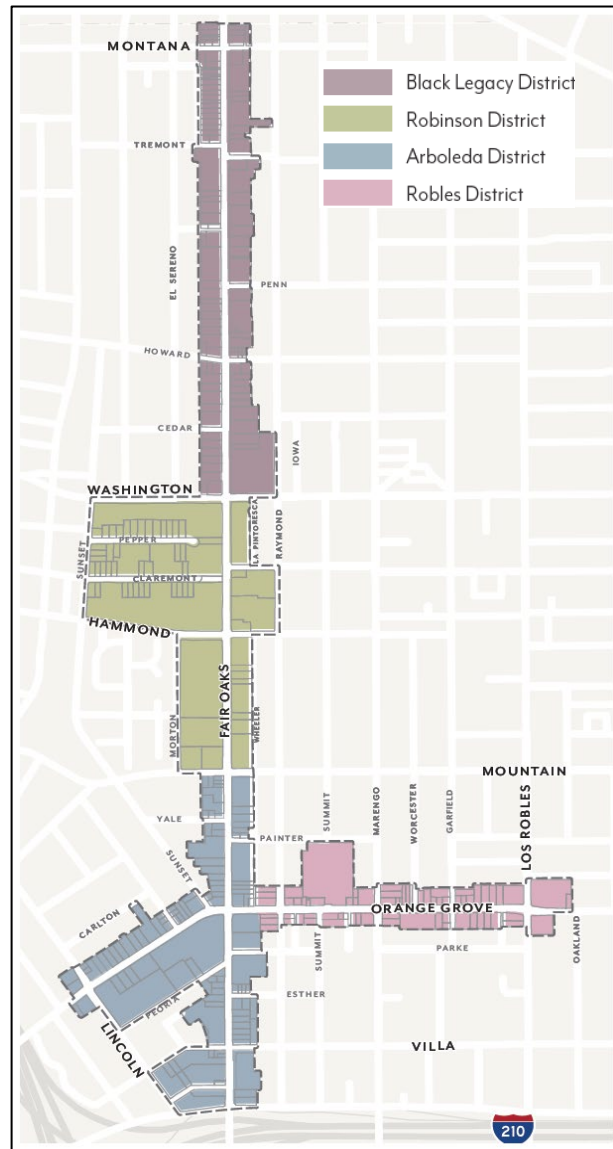 MONTANA
Black Legacy District
Robinson District
TREMONT
Arboleda District
Robles District
EL SERENO
PENN
HOWARD
CEDAR
IOWA
WASHINGTON
LA PINTORESCA
RAYMOND
PEPPER
SUNSET
CLAREMONT
HAMMOND
FAIR OAKS
MORTON
WHEELER
MOUNTAIN
YALE
SUMMIT
MARENGO
WORCESTER
GARFIELD
LOS ROBLES
PAINTER
SUNSET
ORANGE GROVE
CARLTON
SUMMIT
PARKE
OAKLAND
ESTHER
PEORIA
LINCOLN
VILLA
210